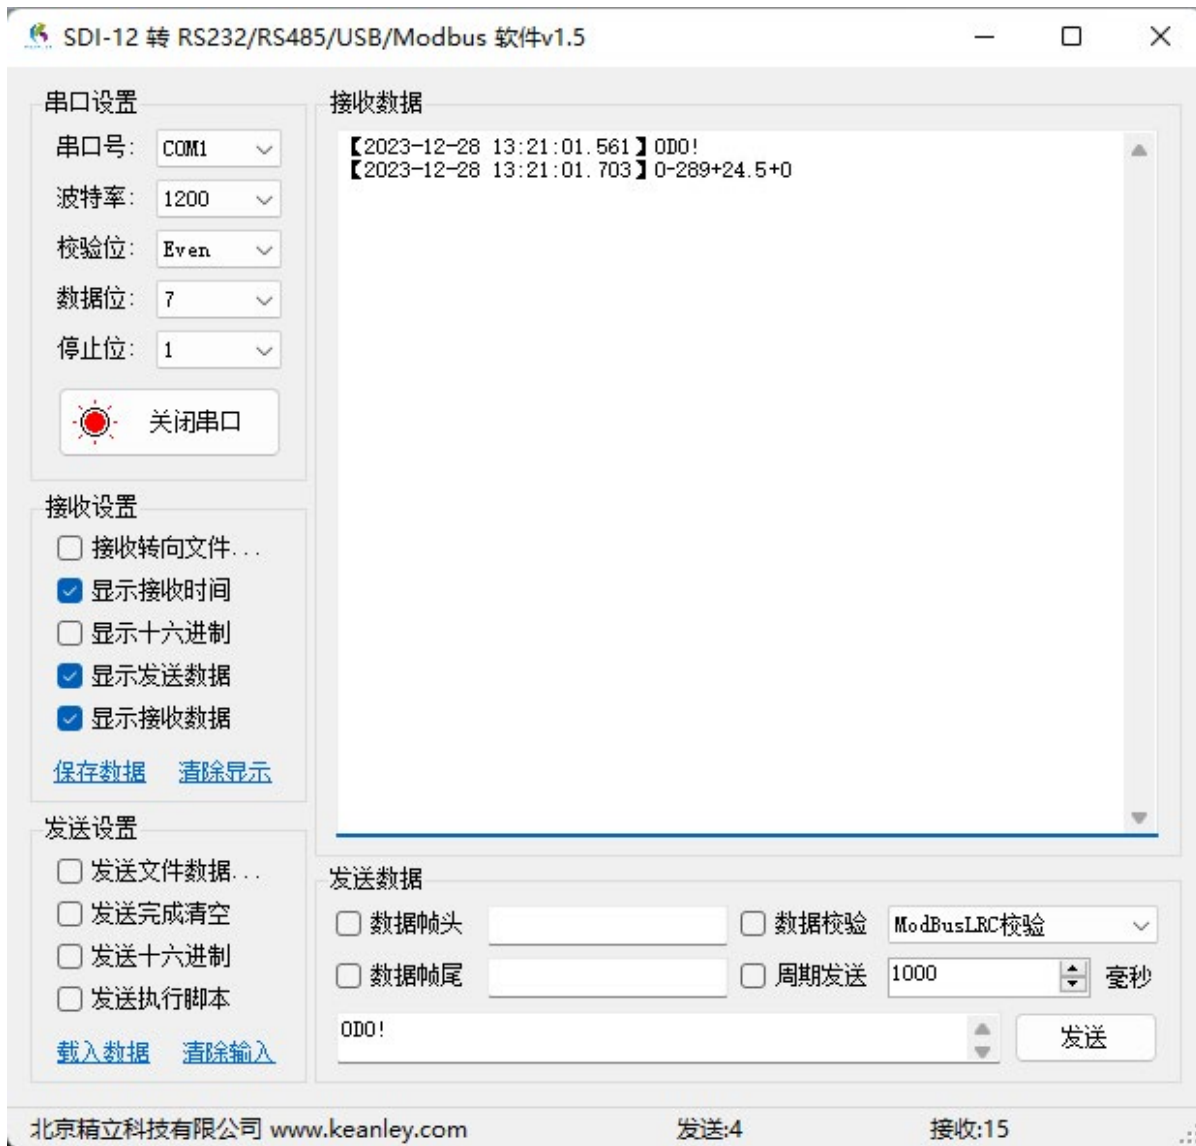 SDI-12 转 RS232/RS485/USB/Modbus 软件v1.5
串口设置
串口号: COM1
波特率: 1200
校验位: Even
数据位: 7
停止位: 1
关闭串口
接收设置
接收转向文件...
显示接收时间
显示十六进制
显示发送数据
显示接收数据
保存数据 清除显示
发送设置
发送文件数据...
发送完成清空
发送十六进制
发送执行脚本
载入数据 清除输入
接收数据
【2023-12-28 13:21:01.561】0D0!
【2023-12-28 13:21:01.703】0-289+24.5+0
发送数据
数据帧头 数据校验 ModBusLRC校验
数据帧尾 周期发送 1000 毫秒
0D0! 发送
北京精立科技有限公司 www.keanley.com 发送:4 接收:15